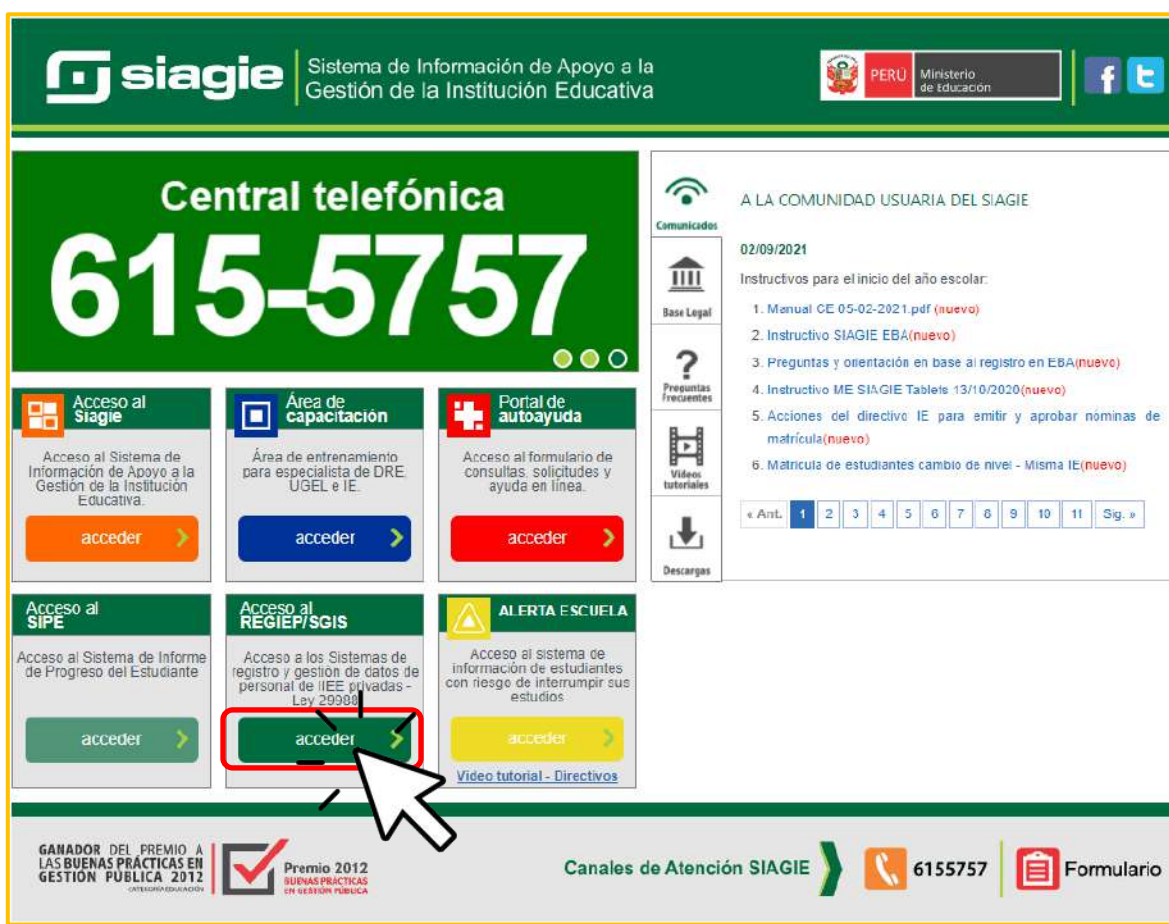 siagie
Sistema de Información de Apoyo a la
Gestión de la Institución Educativa
PERÚ
Ministerio
de Educación
Central telefónica
615-5757
Comunicados
Base Legal
Preguntas
Frecuentes
Videos
tutoriales
Descargas
A LA COMUNIDAD USUARIA DEL SIAGIE
02/09/2021
Instructivos para el inicio del año escolar:
1. Manual CE 05-02-2021.pdf (nuevo)
2. Instructivo SIAGIE EBA(nuevo)
3. Preguntas y orientación en base al registro en EBA(nuevo)
4. Instructivo ME SIAGIE Tablets 13/10/2020(nuevo)
5. Acciones del directivo IE para emitir y aprobar nóminas de
matrícula(nuevo)
6. Matricula de estudiantes cambio de nivel - Misma IE(nuevo)
« Ant. 1 2 3 4 5 6 7 8 9 10 11 Sig. »
Acceso al
Siagie
Acceso al Sistema de
Información de Apoyo a la
Gestión de la Institución
Educativa.
acceder
Área de
capacitación
Área de entrenamiento
para especialista de DRE,
UGEL e IE.
acceder
Portal de
autoayuda
Acceso al formulario de
consultas, solicitudes y
ayuda en línea.
acceder
Acceso al
SIPE
Acceso al Sistema de Informe
de Progreso del Estudiante
acceder
Acceso al
REGIEP/SGIS
Acceso a los Sistemas de
registro y gestión de datos de
personal de IIEE privadas -
Ley 29988
acceder
ALERTA ESCUELA
Acceso al sistema de
información de estudiantes
con riesgo de interrumpir sus
estudios
acceder
Video tutorial - Directivos
GANADOR DEL PREMIO A
LAS BUENAS PRÁCTICAS EN
GESTIÓN PÚBLICA 2012
CATEGORÍA EDUCACIÓN
Premio 2012
BUENAS PRÁCTICAS
EN GESTIÓN PÚBLICA
Canales de Atención SIAGIE
6155757
Formulario